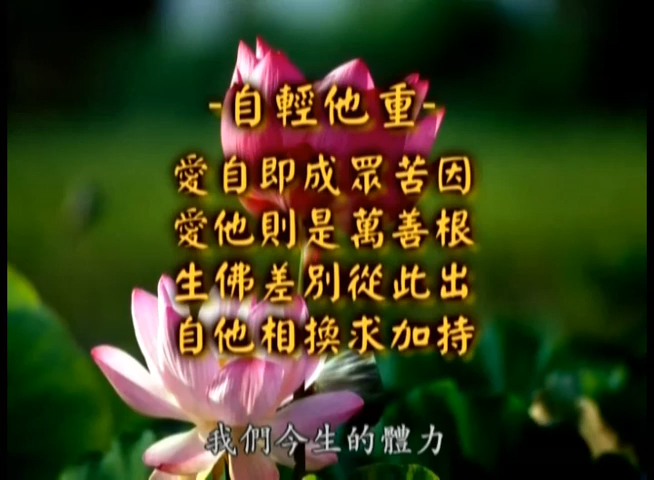 -自輕他重-
愛自即成眾苦因
愛他則是萬善根
生佛差別從此出
自他相換求加持
我們今生的體力